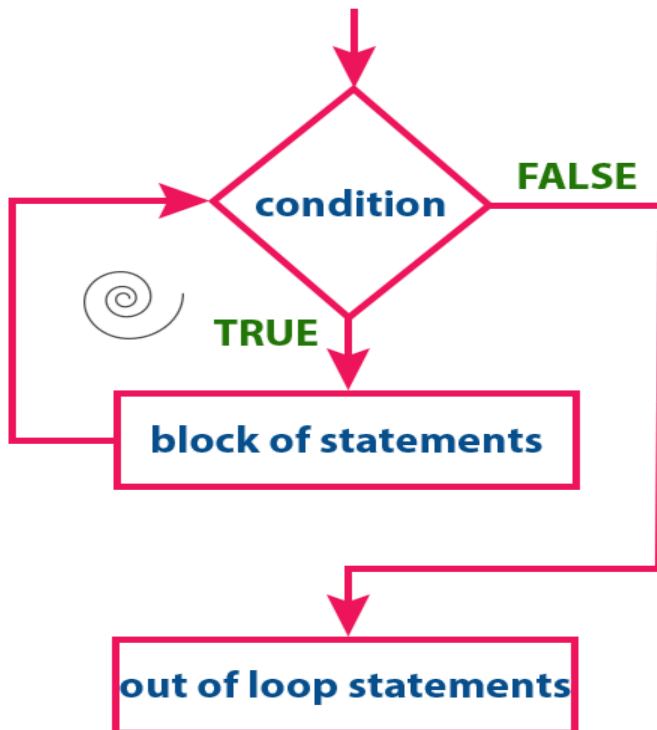 condition
FALSE
TRUE
block of statements
out of loop statements